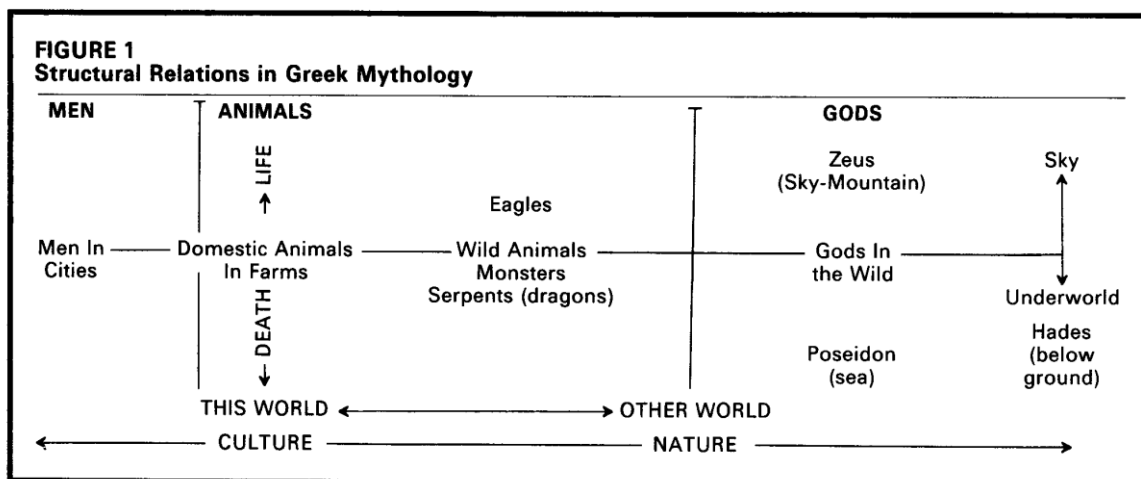 FIGURE 1
Structural Relations in Greek Mythology
MEN
ANIMALS
GODS
LIFE
Zeus
(Sky-Mountain)
Sky
Eagles
Men In
Cities
Domestic Animals
In Farms
Wild Animals
Monsters
Serpents (dragons)
Gods In
the Wild
Underworld
DEATH
Poseidon
(sea)
Hades
(below
ground)
THIS WORLD
OTHER WORLD
CULTURE
NATURE